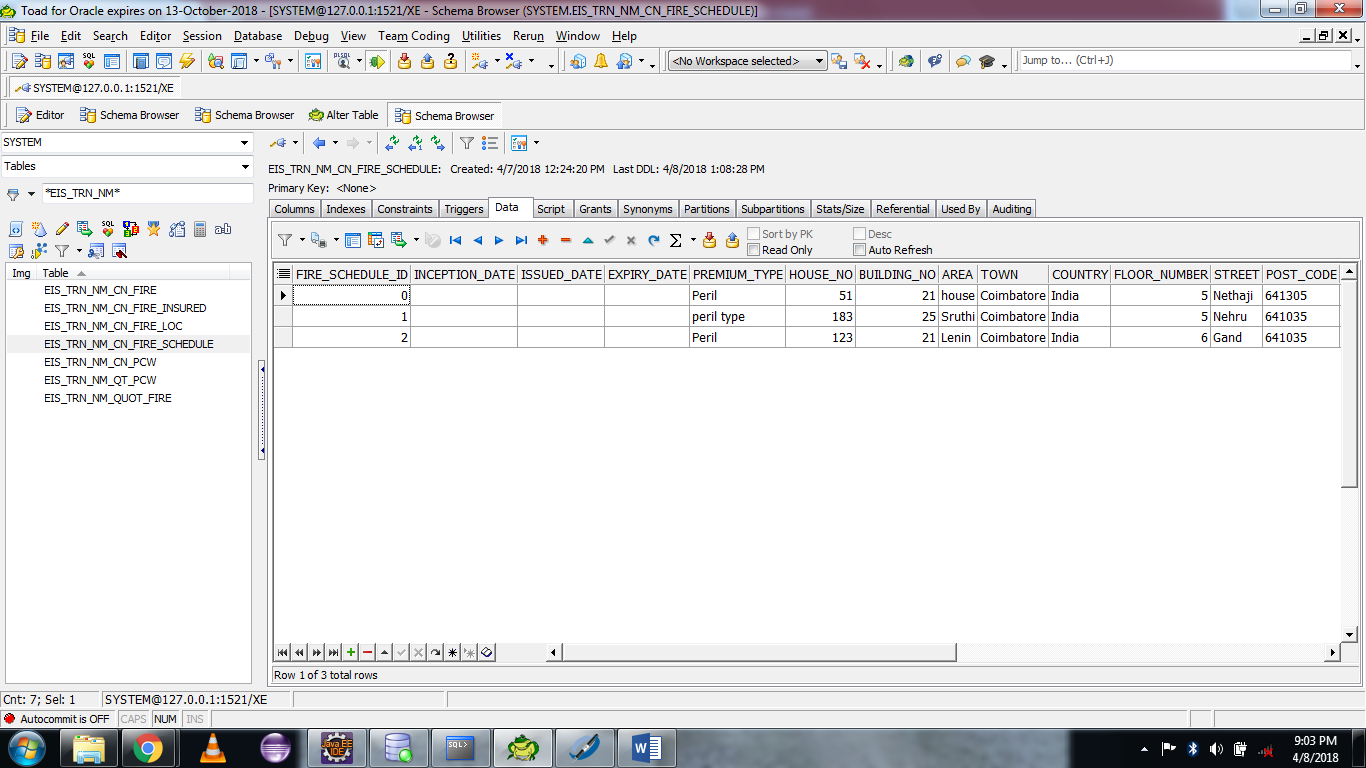 Toad for Oracle expires on 13-October-2018 - [SYSTEM@127.0.0.1:1521/XE - Schema Browser (SYSTEM.EIS_TRN_NM_CN_FIRE_SCHEDULE)]
File Edit Search Editor Session Database Debug View Team Coding Utilities Rerun Window Help
SQL PLSQL <No Workspace selected> Jump to... (Ctrl+J)
SYSTEM@127.0.0.1:1521/XE
Editor Schema Browser Schema Browser Alter Table Schema Browser
SYSTEM
Tables
*EIS_TRN_NM*
Img Table
EIS_TRN_NM_CN_FIRE
EIS_TRN_NM_CN_FIRE_INSURED
EIS_TRN_NM_CN_FIRE_LOC
EIS_TRN_NM_CN_FIRE_SCHEDULE
EIS_TRN_NM_CN_PCW
EIS_TRN_NM_QT_PCW
EIS_TRN_NM_QUOT_FIRE
EIS_TRN_NM_CN_FIRE_SCHEDULE: Created: 4/7/2018 12:24:20 PM Last DDL: 4/8/2018 1:08:28 PM
Primary Key: <None>
Columns Indexes Constraints Triggers Data Script Grants Synonyms Partitions Subpartitions Stats/Size Referential Used By Auditing
Sort by PK Desc
Read Only Auto Refresh
FIRE_SCHEDULE_ID INCEPTION_DATE ISSUED_DATE EXPIRY_DATE PREMIUM_TYPE HOUSE_NO BUILDING_NO AREA TOWN COUNTRY FLOOR_NUMBER STREET POST_CODE
0 Peril 51 21 house Coimbatore India 5 Nethaji 641305
1 peril type 183 25 Sruthi Coimbatore India 5 Nehru 641035
2 Peril 123 21 Lenin Coimbatore India 6 Gand 641035
Row 1 of 3 total rows
Cnt: 7; Sel: 1 SYSTEM@127.0.0.1:1521/XE
Autocommit is OFF CAPS NUM INS
Java EE IDE SQL>
9:03 PM
4/8/2018